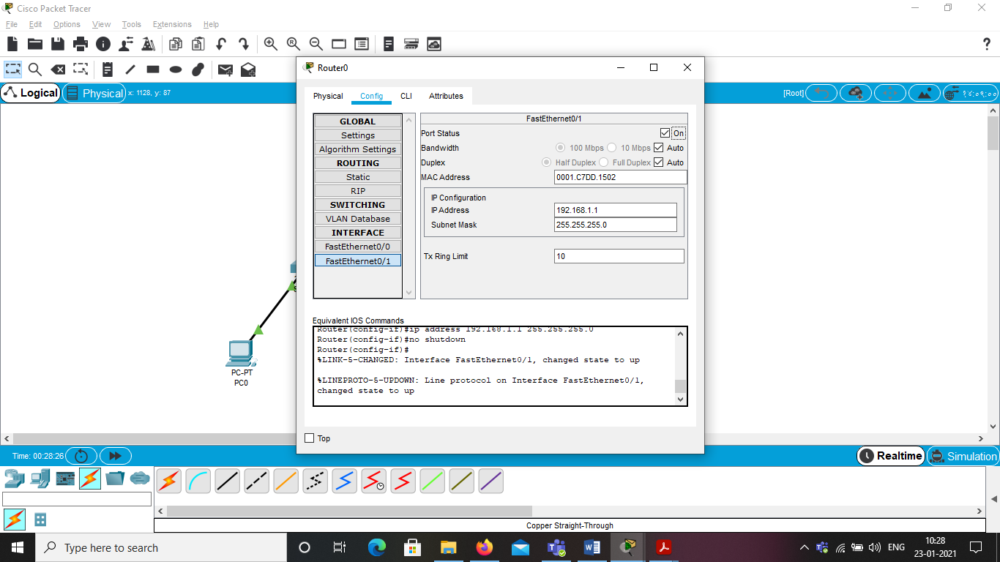 Cisco Packet Tracer
File Edit Options View Tools Extensions Help
?
Logical Physical x: 1128, y: 87
[Root] ١٤:٠٩:٠٠
Router0
Physical Config CLI Attributes
GLOBAL
Settings
Algorithm Settings
ROUTING
Static
RIP
SWITCHING
VLAN Database
INTERFACE
FastEthernet0/0
FastEthernet0/1
FastEthernet0/1
Port Status On
Bandwidth 100 Mbps 10 Mbps Auto
Duplex Half Duplex Full Duplex Auto
MAC Address 0001.C7DD.1502
IP Configuration
IP Address 192.168.1.1
Subnet Mask 255.255.255.0
Tx Ring Limit 10
Equivalent IOS Commands
Router(config-if)#ip address 192.168.1.1 255.255.255.0
Router(config-if)#no shutdown
Router(config-if)#
%LINK-5-CHANGED: Interface FastEthernet0/1, changed state to up
%LINEPROTO-5-UPDOWN: Line protocol on Interface FastEthernet0/1,
changed state to up
Top
PC-PT
PC0
Time: 00:28:26
Realtime Simulation
Copper Straight-Through
Type here to search
ENG
10:28
23-01-2021